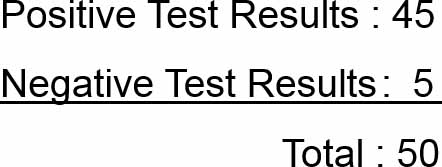 Positive Test Results : 45
Negative Test Results : 5
Total : 50